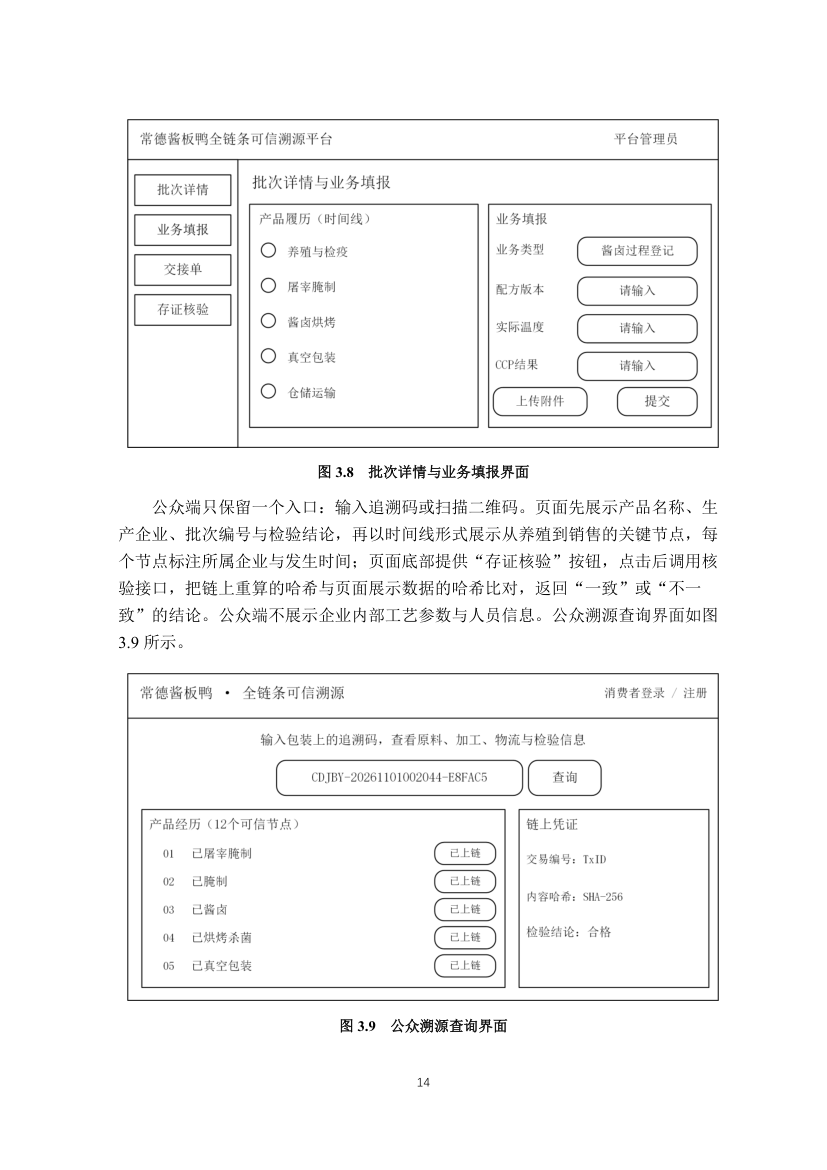 常德酱板鸭全链条可信溯源平台 平台管理员
批次详情
业务填报
交接单
存证核验
批次详情与业务填报
产品履历（时间线）
养殖与检疫
屠宰腌制
酱卤烘烤
真空包装
仓储运输
业务填报
业务类型 酱卤过程登记
配方版本 请输入
实际温度 请输入
CCP结果 请输入
上传附件 提交
图 3.8 批次详情与业务填报界面
公众端只保留一个入口：输入追溯码或扫描二维码。页面先展示产品名称、生
产企业、批次编号与检验结论，再以时间线形式展示从养殖到销售的关键节点，每
个节点标注所属企业与发生时间；页面底部提供“存证核验”按钮，点击后调用核
验接口，把链上重算的哈希与页面展示数据的哈希比对，返回“一致”或“不一
致”的结论。公众端不展示企业内部工艺参数与人员信息。公众溯源查询界面如图
3.9 所示。
常德酱板鸭 · 全链条可信溯源 消费者登录 / 注册
输入包装上的追溯码，查看原料、加工、物流与检验信息
CDJBY-20261101002044-E8FAC5 查询
产品经历（12个可信节点）
01 已屠宰腌制 已上链
02 已腌制 已上链
03 已酱卤 已上链
04 已烘烤杀菌 已上链
05 已真空包装 已上链
链上凭证
交易编号：TxID
内容哈希：SHA-256
检验结论：合格
图 3.9 公众溯源查询界面
14